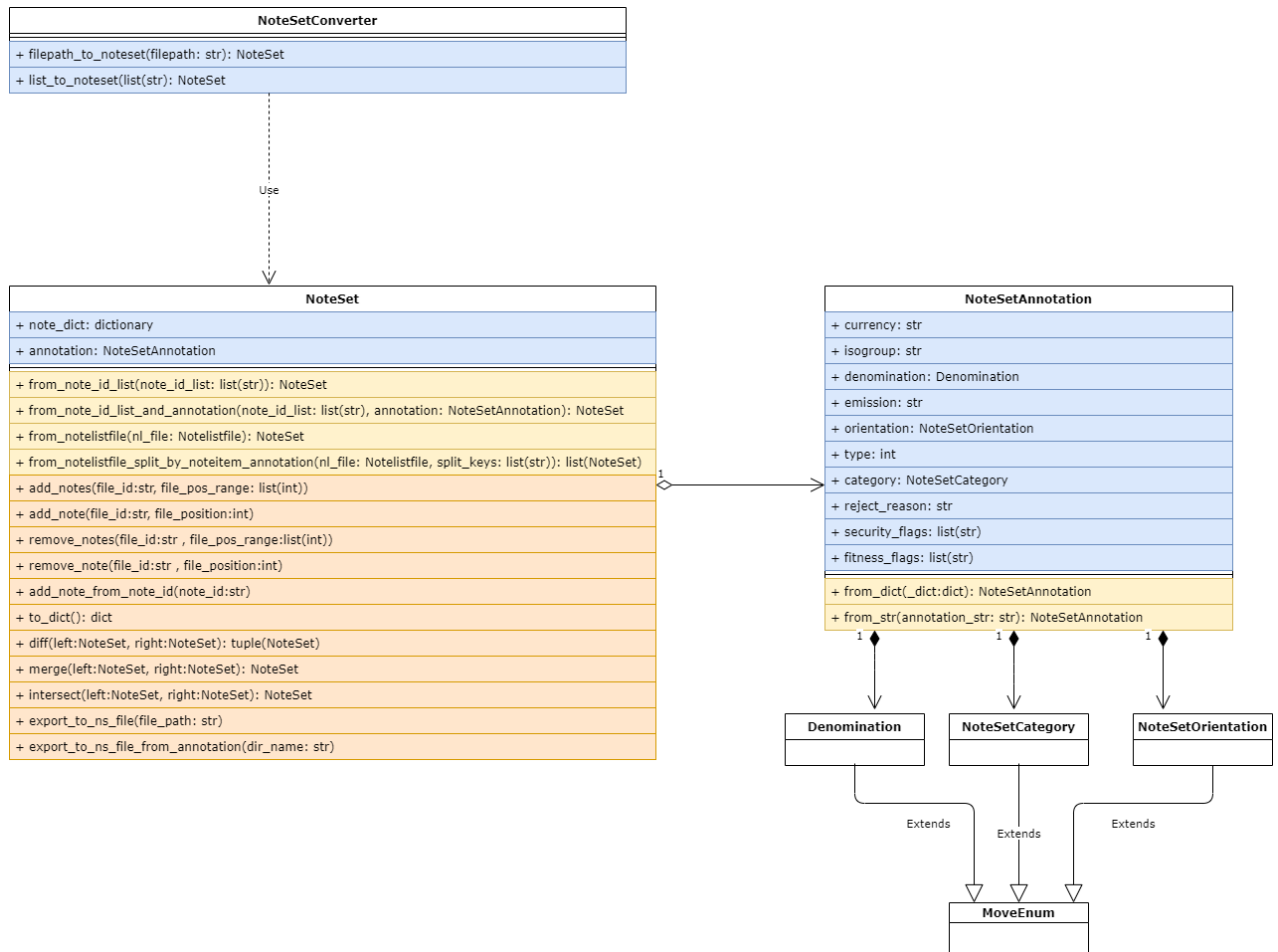 NoteSetConverter
+ filepath_to_noteset(filepath: str): NoteSet
+ list_to_noteset(list(str): NoteSet
Use
NoteSet
+ note_dict: dictionary
+ annotation: NoteSetAnnotation
+ from_note_id_list(note_id_list: list(str)): NoteSet
+ from_note_id_list_and_annotation(note_id_list: list(str), annotation: NoteSetAnnotation): NoteSet
+ from_notelistfile(nl_file: Notelistfile): NoteSet
+ from_notelistfile_split_by_noteitem_annotation(nl_file: Notelistfile, split_keys: list(str)): list(NoteSet)
+ add_notes(file_id:str, file_pos_range: list(int))
+ add_note(file_id:str, file_position:int)
+ remove_notes(file_id:str , file_pos_range:list(int))
+ remove_note(file_id:str , file_position:int)
+ add_note_from_note_id(note_id:str)
+ to_dict(): dict
+ diff(left:NoteSet, right:NoteSet): tuple(NoteSet)
+ merge(left:NoteSet, right:NoteSet): NoteSet
+ intersect(left:NoteSet, right:NoteSet): NoteSet
+ export_to_ns_file(file_path: str)
+ export_to_ns_file_from_annotation(dir_name: str)
1
NoteSetAnnotation
+ currency: str
+ isogroup: str
+ denomination: Denomination
+ emission: str
+ orientation: NoteSetOrientation
+ type: int
+ category: NoteSetCategory
+ reject_reason: str
+ security_flags: list(str)
+ fitness_flags: list(str)
+ from_dict(_dict:dict): NoteSetAnnotation
+ from_str(annotation_str: str): NoteSetAnnotation
1
1
1
Denomination
NoteSetCategory
NoteSetOrientation
Extends
Extends
Extends
MoveEnum